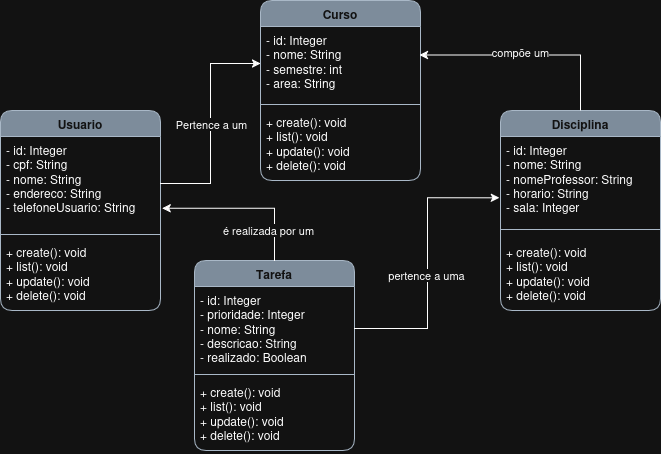 Curso
- id: Integer
- nome: String
- semestre: int
- area: String
+ create(): void
+ list(): void
+ update(): void
+ delete(): void
compõe um
Pertence a um
Usuario
- id: Integer
- cpf: String
- nome: String
- endereco: String
- telefoneUsuario: String
+ create(): void
+ list(): void
+ update(): void
+ delete(): void
Disciplina
- id: Integer
- nome: String
- nomeProfessor: String
- horario: String
- sala: Integer
+ create(): void
+ list(): void
+ update(): void
+ delete(): void
é realizada por um
pertence a uma
Tarefa
- id: Integer
- prioridade: Integer
- nome: String
- descricao: String
- realizado: Boolean
+ create(): void
+ list(): void
+ update(): void
+ delete(): void